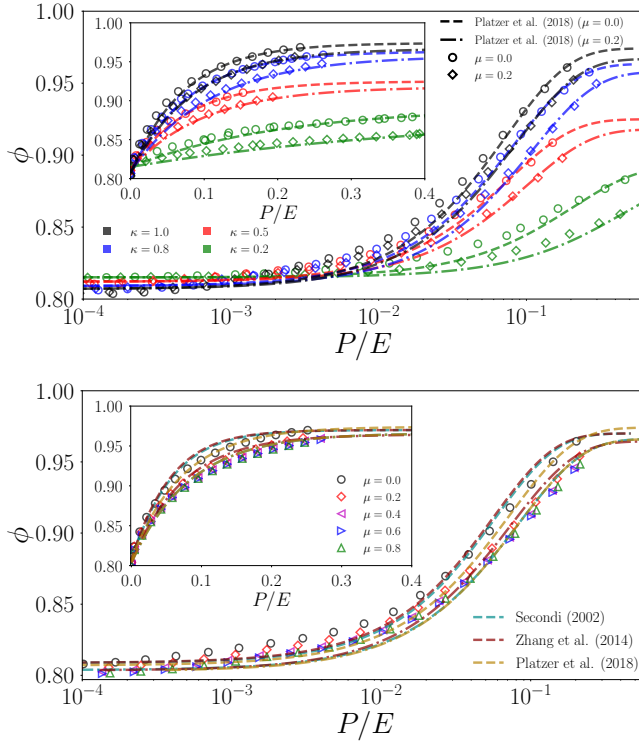 1.00
0.95
0.90
0.85
0.80
ϕ
10⁻⁴
10⁻³
10⁻²
10⁻¹
P/E
1.00
0.95
0.90
0.85
0.80
0.0
0.1
0.2
0.3
0.4
P/E
Platzer et al. (2018) (μ = 0.0)
Platzer et al. (2018) (μ = 0.2)
μ = 0.0
μ = 0.2
κ = 1.0
κ = 0.8
κ = 0.5
κ = 0.2
1.00
0.95
0.90
0.85
0.80
ϕ
10⁻⁴
10⁻³
10⁻²
10⁻¹
P/E
1.00
0.95
0.90
0.85
0.80
0.0
0.1
0.2
0.3
0.4
P/E
μ = 0.0
μ = 0.2
μ = 0.4
μ = 0.6
μ = 0.8
Secondi (2002)
Zhang et al. (2014)
Platzer et al. (2018)